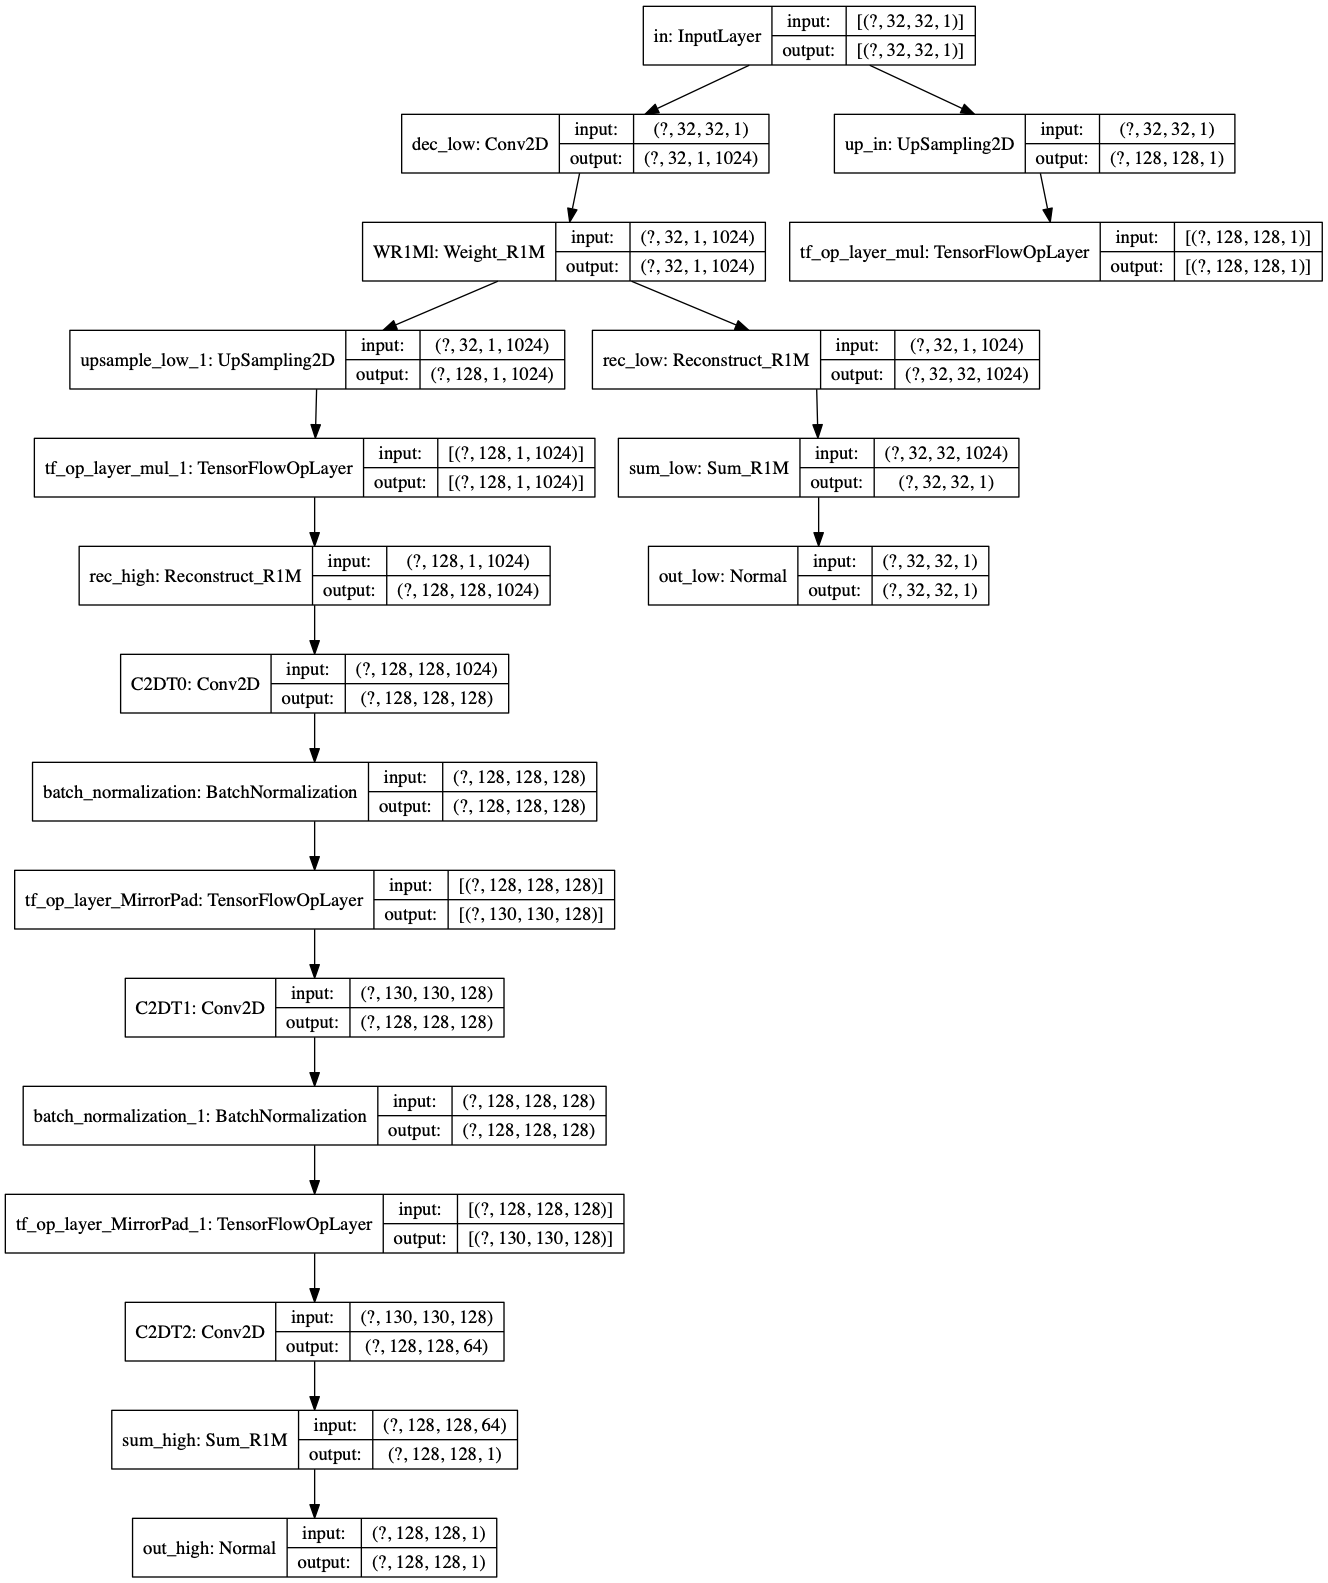 in: InputLayer
input: [(?, 32, 32, 1)]
output: [(?, 32, 32, 1)]
dec_low: Conv2D
input: (?, 32, 32, 1)
output: (?, 32, 1, 1024)
up_in: UpSampling2D
input: (?, 32, 32, 1)
output: (?, 128, 128, 1)
WR1Ml: Weight_R1M
input: (?, 32, 1, 1024)
output: (?, 32, 1, 1024)
tf_op_layer_mul: TensorFlowOpLayer
input: [(?, 128, 128, 1)]
output: [(?, 128, 128, 1)]
upsample_low_1: UpSampling2D
input: (?, 32, 1, 1024)
output: (?, 128, 1, 1024)
rec_low: Reconstruct_R1M
input: (?, 32, 1, 1024)
output: (?, 32, 32, 1024)
tf_op_layer_mul_1: TensorFlowOpLayer
input: [(?, 128, 1, 1024)]
output: [(?, 128, 1, 1024)]
sum_low: Sum_R1M
input: (?, 32, 32, 1024)
output: (?, 32, 32, 1)
rec_high: Reconstruct_R1M
input: (?, 128, 1, 1024)
output: (?, 128, 128, 1024)
out_low: Normal
input: (?, 32, 32, 1)
output: (?, 32, 32, 1)
C2DT0: Conv2D
input: (?, 128, 128, 1024)
output: (?, 128, 128, 128)
batch_normalization: BatchNormalization
input: (?, 128, 128, 128)
output: (?, 128, 128, 128)
tf_op_layer_MirrorPad: TensorFlowOpLayer
input: [(?, 128, 128, 128)]
output: [(?, 130, 130, 128)]
C2DT1: Conv2D
input: (?, 130, 130, 128)
output: (?, 128, 128, 128)
batch_normalization_1: BatchNormalization
input: (?, 128, 128, 128)
output: (?, 128, 128, 128)
tf_op_layer_MirrorPad_1: TensorFlowOpLayer
input: [(?, 128, 128, 128)]
output: [(?, 130, 130, 128)]
C2DT2: Conv2D
input: (?, 130, 130, 128)
output: (?, 128, 128, 64)
sum_high: Sum_R1M
input: (?, 128, 128, 64)
output: (?, 128, 128, 1)
out_high: Normal
input: (?, 128, 128, 1)
output: (?, 128, 128, 1)